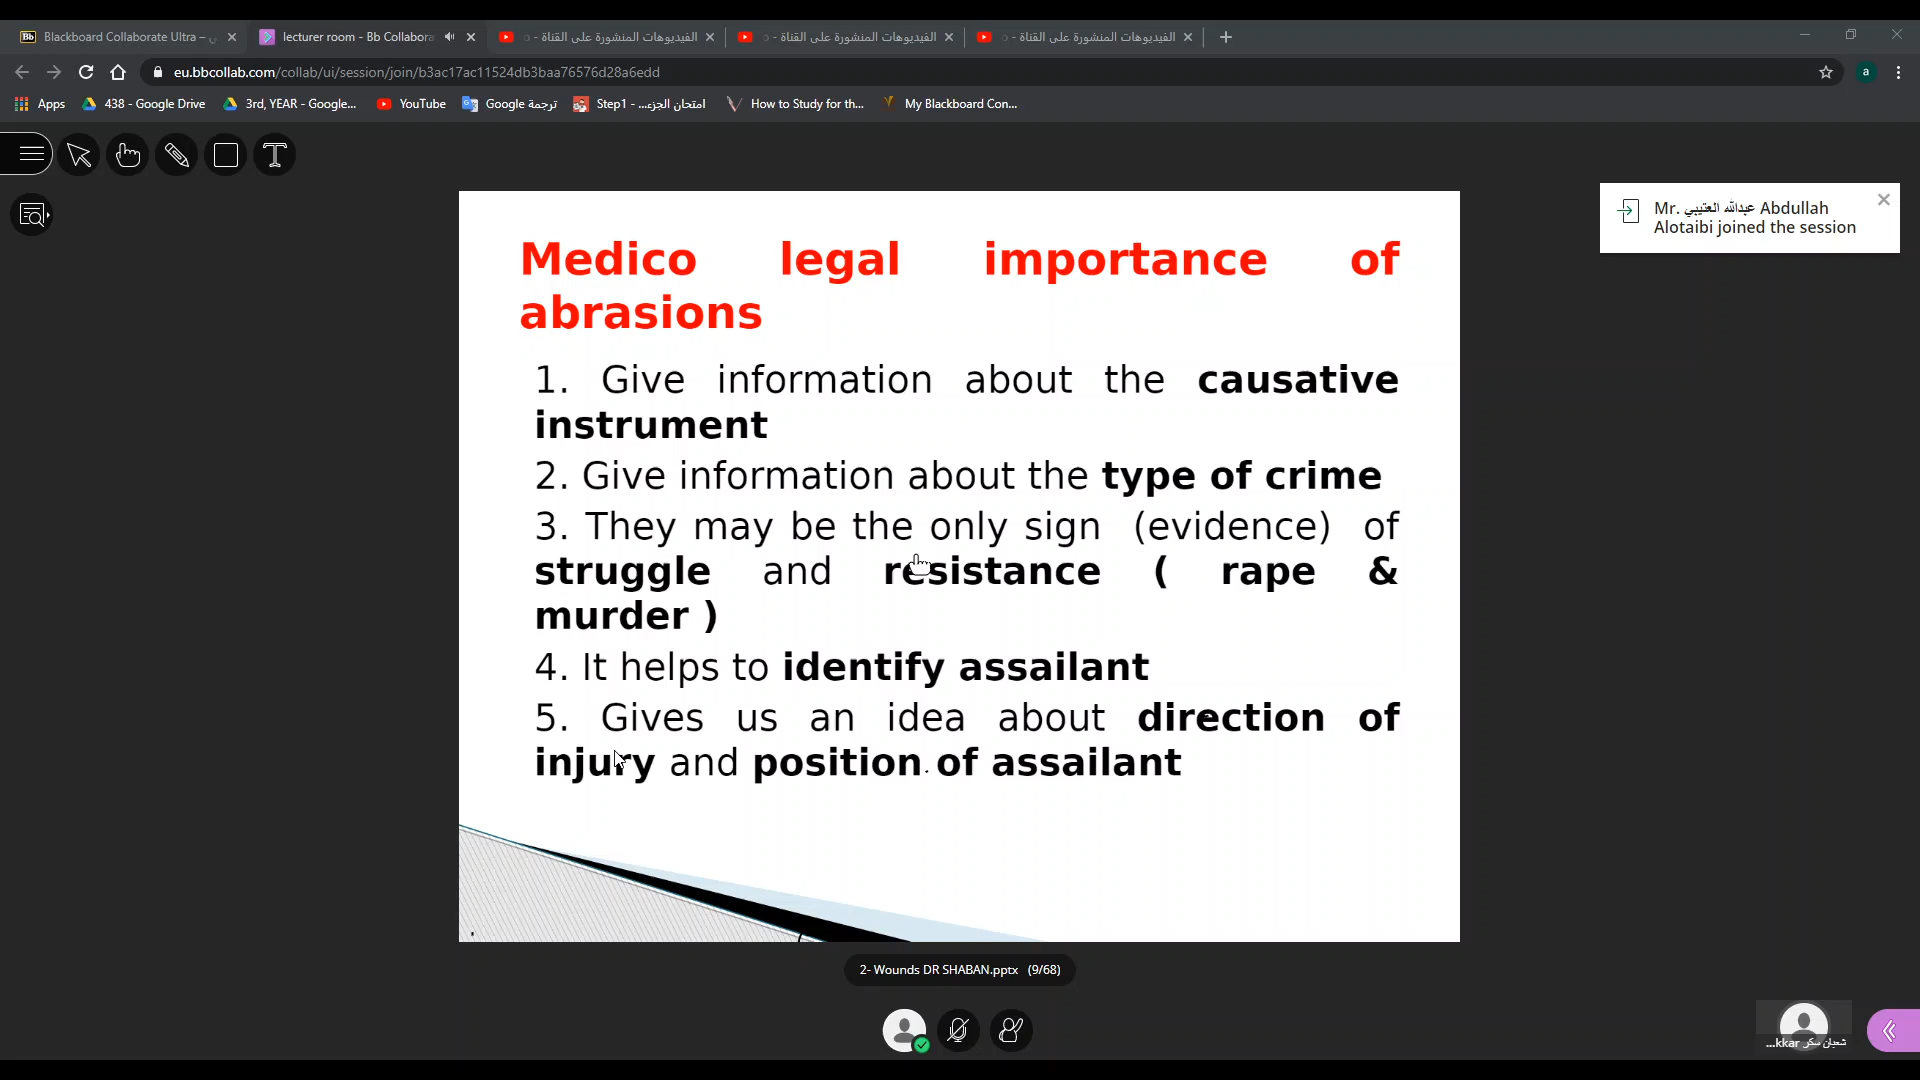 Blackboard Collaborate Ultra –
lecturer room - Bb Collabora
الفيديوهات المنشورة على القناة -
الفيديوهات المنشورة على القناة -
الفيديوهات المنشورة على القناة -
eu.bbcollab.com/collab/ui/session/join/b3ac17ac11524db3baa76576d28a6edd
a
Apps
438 - Google Drive
3rd, YEAR - Google...
YouTube
ترجمة Google
Step1 - ...امتحان الجزء
How to Study for th...
My Blackboard Con...
T
Mr. عبدالله العتيبي Abdullah
Alotaibi joined the session
Medico legal importance of
abrasions
1. Give information about the causative
instrument
2. Give information about the type of crime
3. They may be the only sign (evidence) of
struggle and resistance ( rape &
murder )
4. It helps to identify assailant
5. Gives us an idea about direction of
injury and position of assailant
2- Wounds DR SHABAN.pptx (9/68)
شعبان سكر kkar...